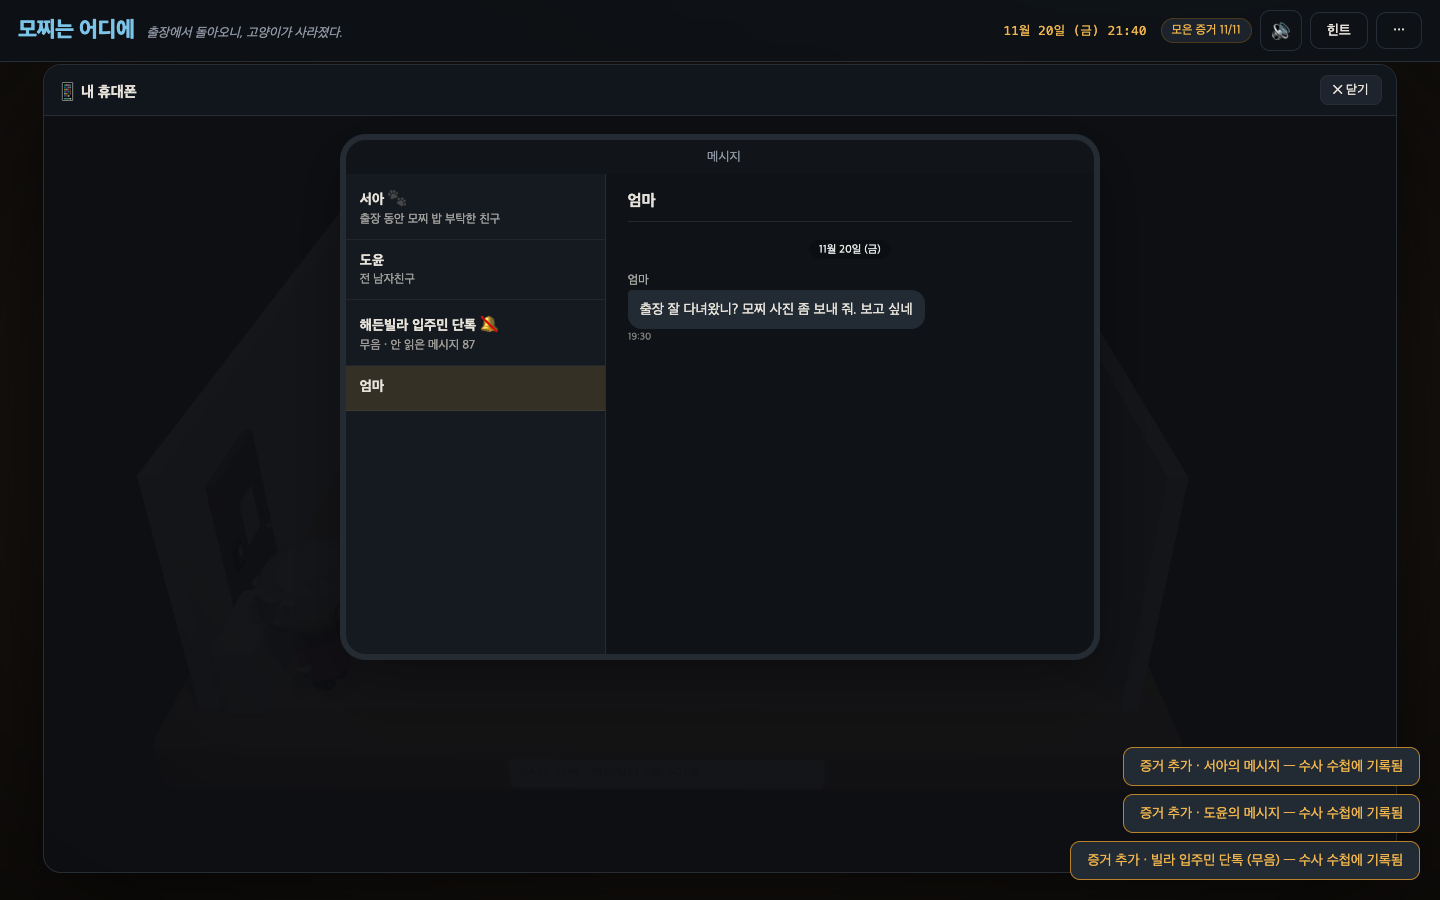 모찌는 어디에
출장에서 돌아오니, 고양이가 사라졌다.
11월 20일 (금) 21:40
모은 증거 11/11
힌트
···
내 휴대폰
✕ 닫기
메시지
서아
출장 동안 모찌 밥 부탁한 친구
도윤
전 남자친구
해든빌라 입주민 단톡
무음 · 안 읽은 메시지 87
엄마
엄마
11월 20일 (금)
엄마
출장 잘 다녀왔니? 모찌 사진 좀 보내 줘. 보고 싶네
19:30
증거 추가 · 서아의 메시지 — 수사 수첩에 기록됨
증거 추가 · 도윤의 메시지 — 수사 수첩에 기록됨
증거 추가 · 빌라 입주민 단톡 (무음) — 수사 수첩에 기록됨